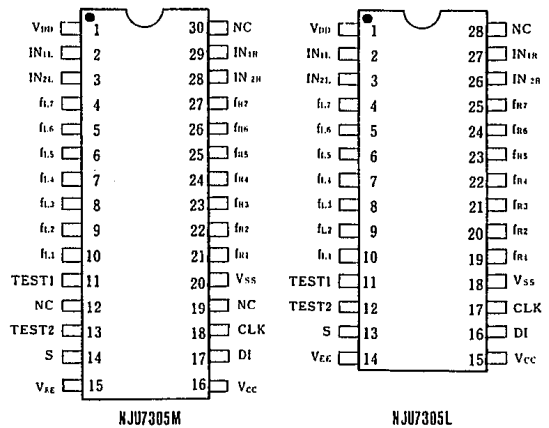 VDD 1 30 NC
IN1L 2 29 IN1R
IN2L 3 28 IN2R
fL7 4 27 fR7
fL6 5 26 fR6
fL5 6 25 fR5
fL4 7 24 fR4
fL3 8 23 fR3
fL2 9 22 fR2
fL1 10 21 fR1
TEST1 11 20 VSS
NC 12 19 NC
TEST2 13 18 CLK
S 14 17 DI
VEE 15 16 VCC
NJU7305M
VDD 1 28 NC
IN1L 2 27 IN1R
IN2L 3 26 IN2R
fL7 4 25 fR7
fL6 5 24 fR6
fL5 6 23 fR5
fL4 7 22 fR4
fL3 8 21 fR3
fL2 9 20 fR2
fL1 10 19 fR1
TEST1 11 18 VSS
TEST2 12 17 CLK
S 13 16 DI
VEE 14 15 VCC
NJU7305L